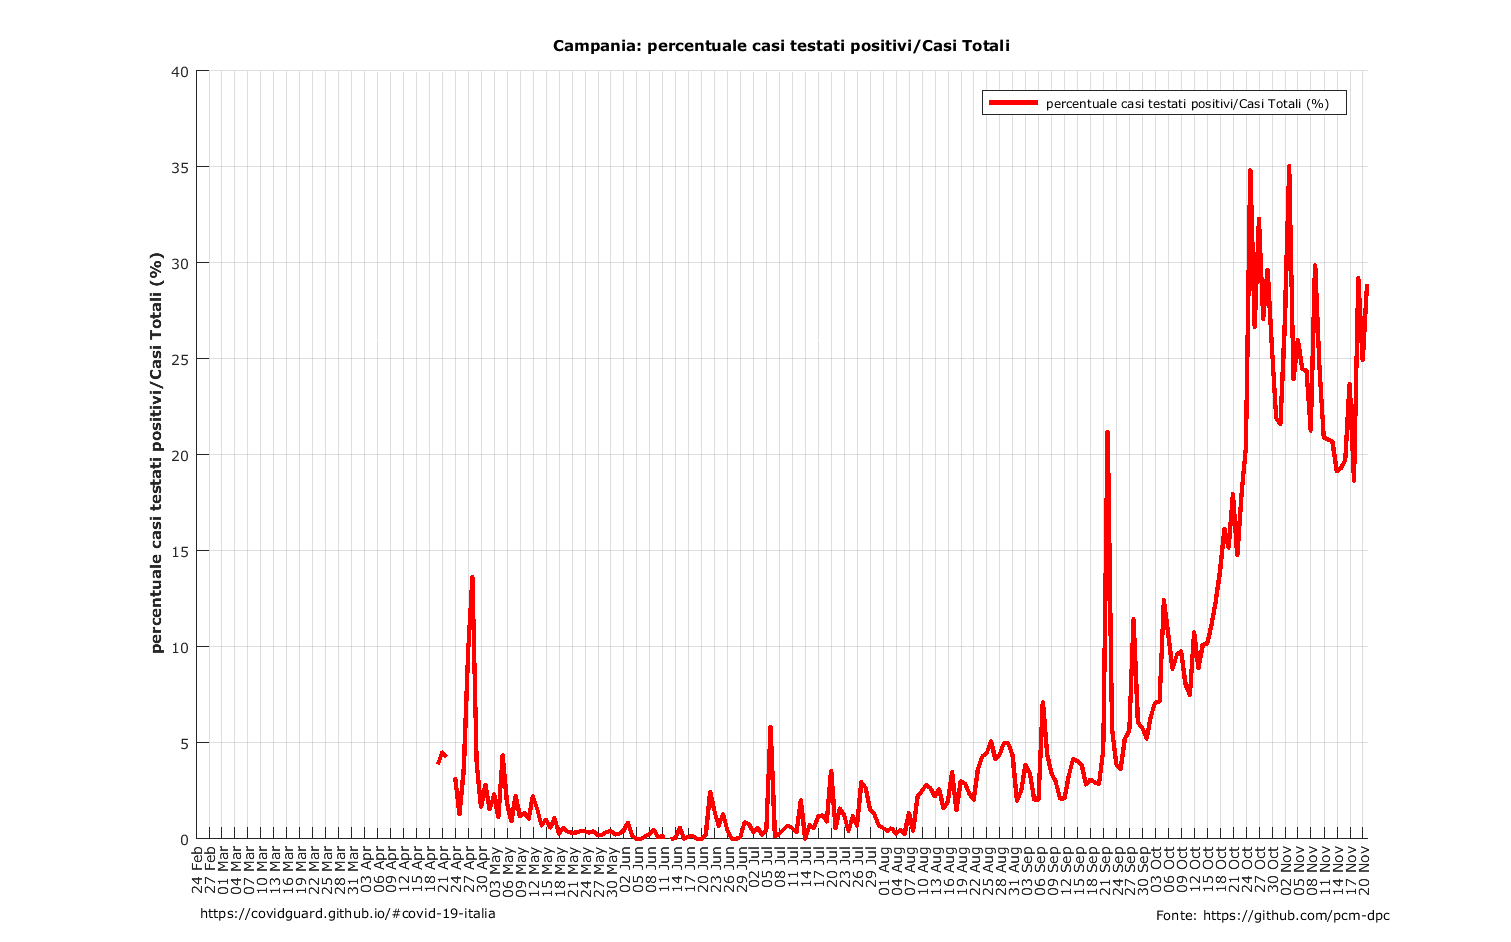 Campania: percentuale casi testati positivi/Casi Totali
percentuale casi testati positivi/Casi Totali (%)
percentuale casi testati positivi/Casi Totali (%)
40
35
30
25
20
15
10
5
0
24 Feb
27 Feb
01 Mar
04 Mar
07 Mar
10 Mar
13 Mar
16 Mar
19 Mar
22 Mar
25 Mar
28 Mar
31 Mar
03 Apr
06 Apr
09 Apr
12 Apr
15 Apr
18 Apr
21 Apr
24 Apr
27 Apr
30 Apr
03 May
06 May
09 May
12 May
15 May
18 May
21 May
24 May
27 May
30 May
02 Jun
05 Jun
08 Jun
11 Jun
14 Jun
17 Jun
20 Jun
23 Jun
26 Jun
29 Jun
02 Jul
05 Jul
08 Jul
11 Jul
14 Jul
17 Jul
20 Jul
23 Jul
26 Jul
29 Jul
01 Aug
04 Aug
07 Aug
10 Aug
13 Aug
16 Aug
19 Aug
22 Aug
25 Aug
28 Aug
31 Aug
03 Sep
06 Sep
09 Sep
12 Sep
15 Sep
18 Sep
21 Sep
24 Sep
27 Sep
30 Sep
03 Oct
06 Oct
09 Oct
12 Oct
15 Oct
18 Oct
21 Oct
24 Oct
27 Oct
30 Oct
02 Nov
05 Nov
08 Nov
11 Nov
14 Nov
17 Nov
20 Nov
https://covidguard.github.io/#covid-19-italia
Fonte: https://github.com/pcm-dpc